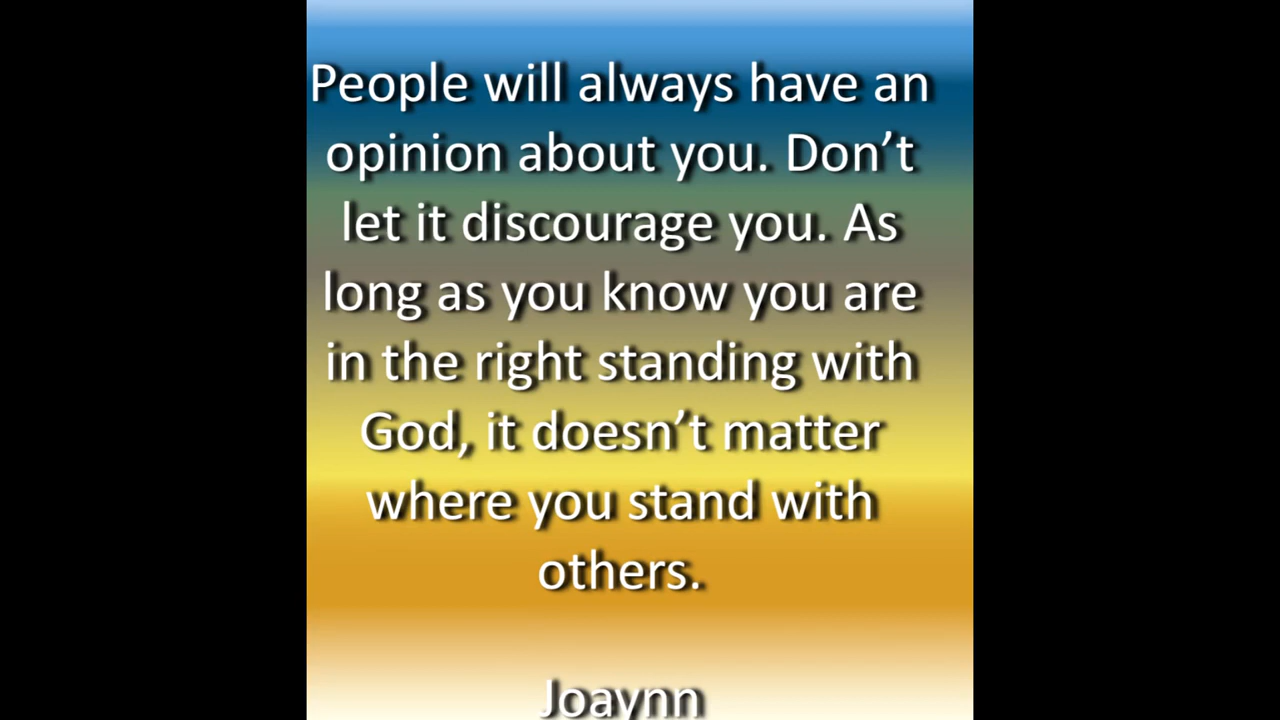 People will always have an
opinion about you. Don’t
let it discourage you. As
long as you know you are
in the right standing with
God, it doesn’t matter
where you stand with
others.
Joaynn